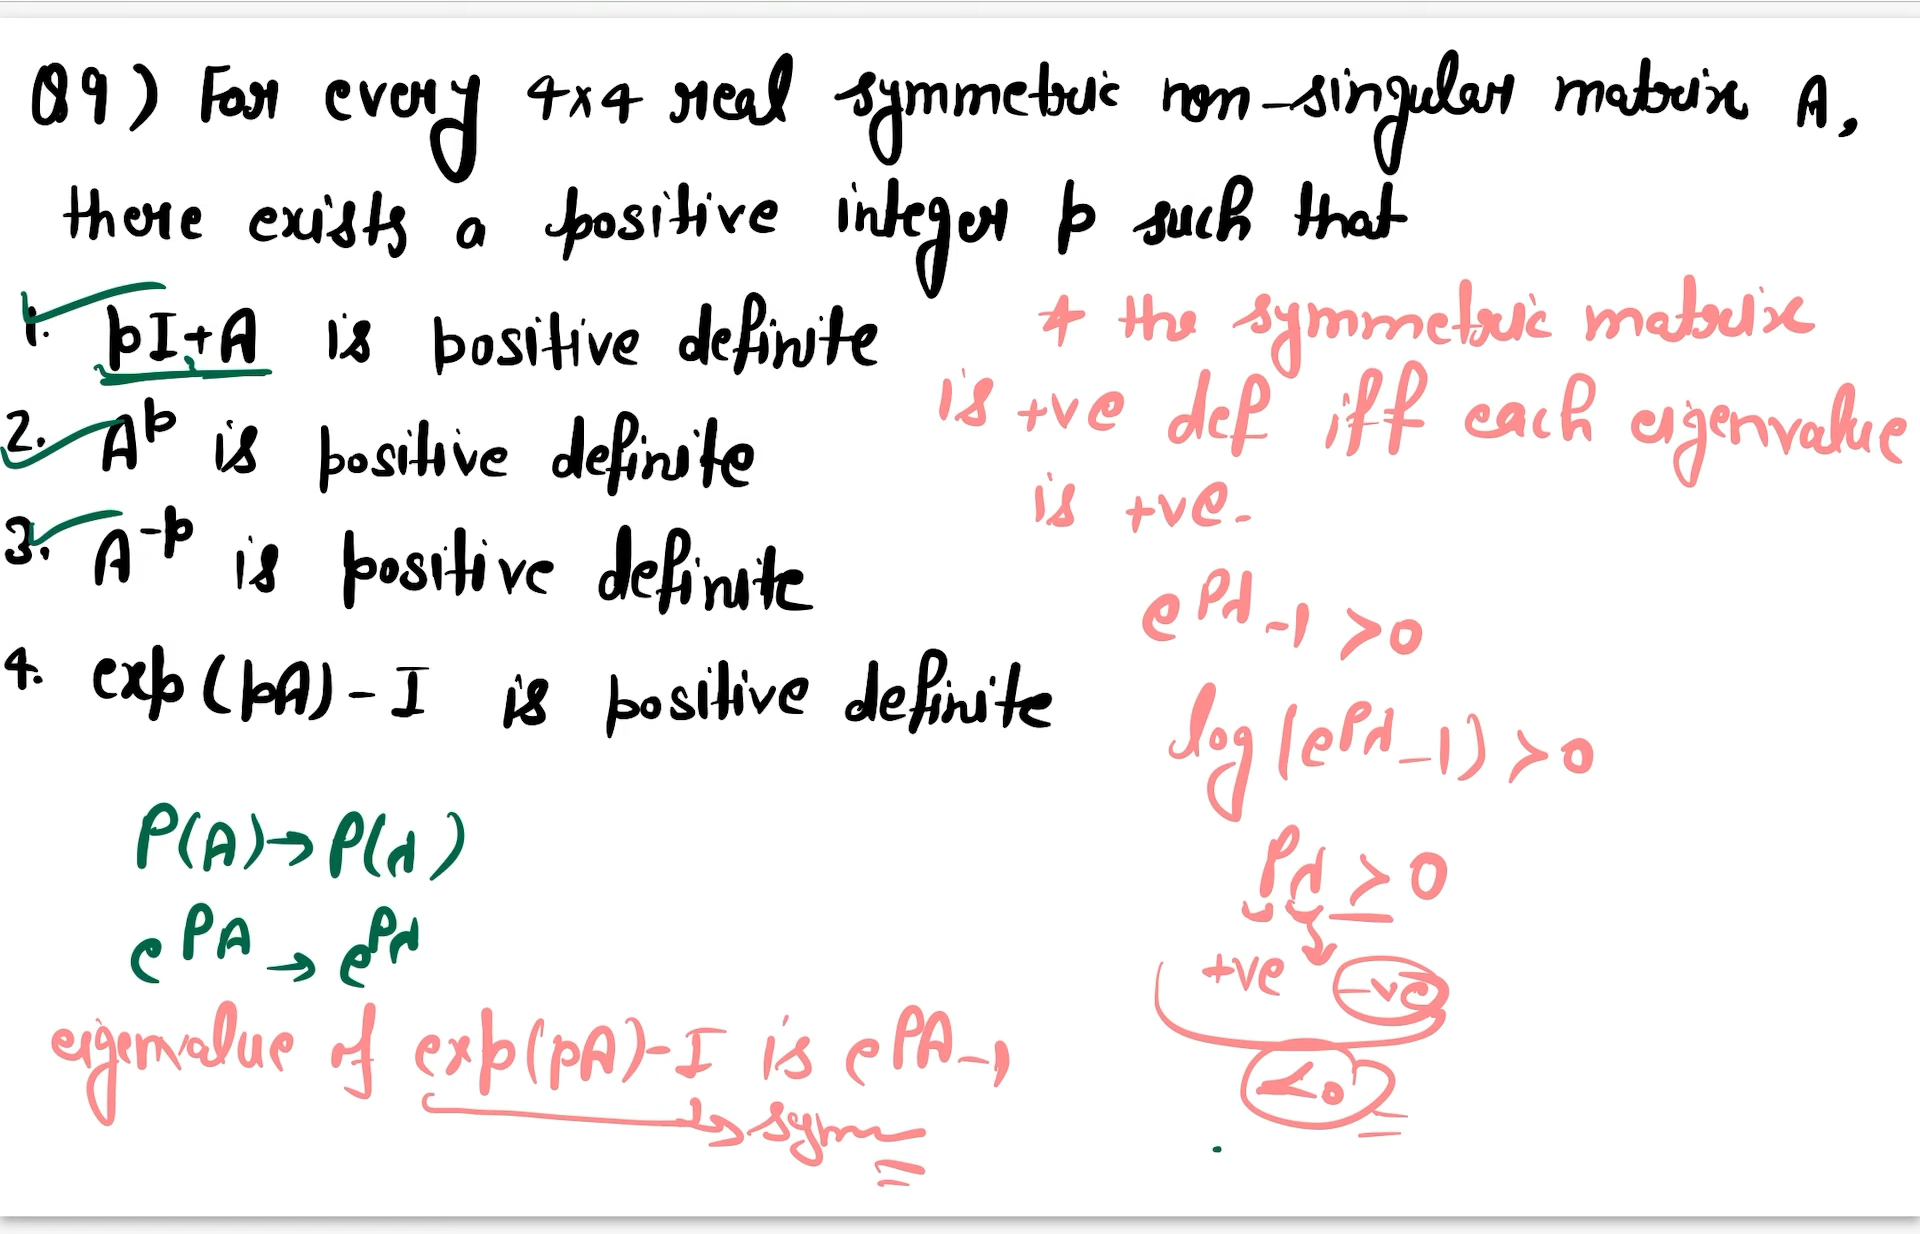 Q9) For every 4×4 real symmetric non-singular matrix A,
there exists a positive integer p such that
1. pI+A is positive definite
2. A^p is positive definite
3. A^-p is positive definite
4. exp(pA)-I is positive definite
* the symmetric matrix
is +ve def iff each eigenvalue
is +ve.
e^pλ -1 >0
log(e^pλ -1) >0
pλ >0
+ve -ve
<0
P(A)→P(λ)
e^PA → e^Pλ
eigenvalue of exp(pA)-I is e^PA -1
→ sym